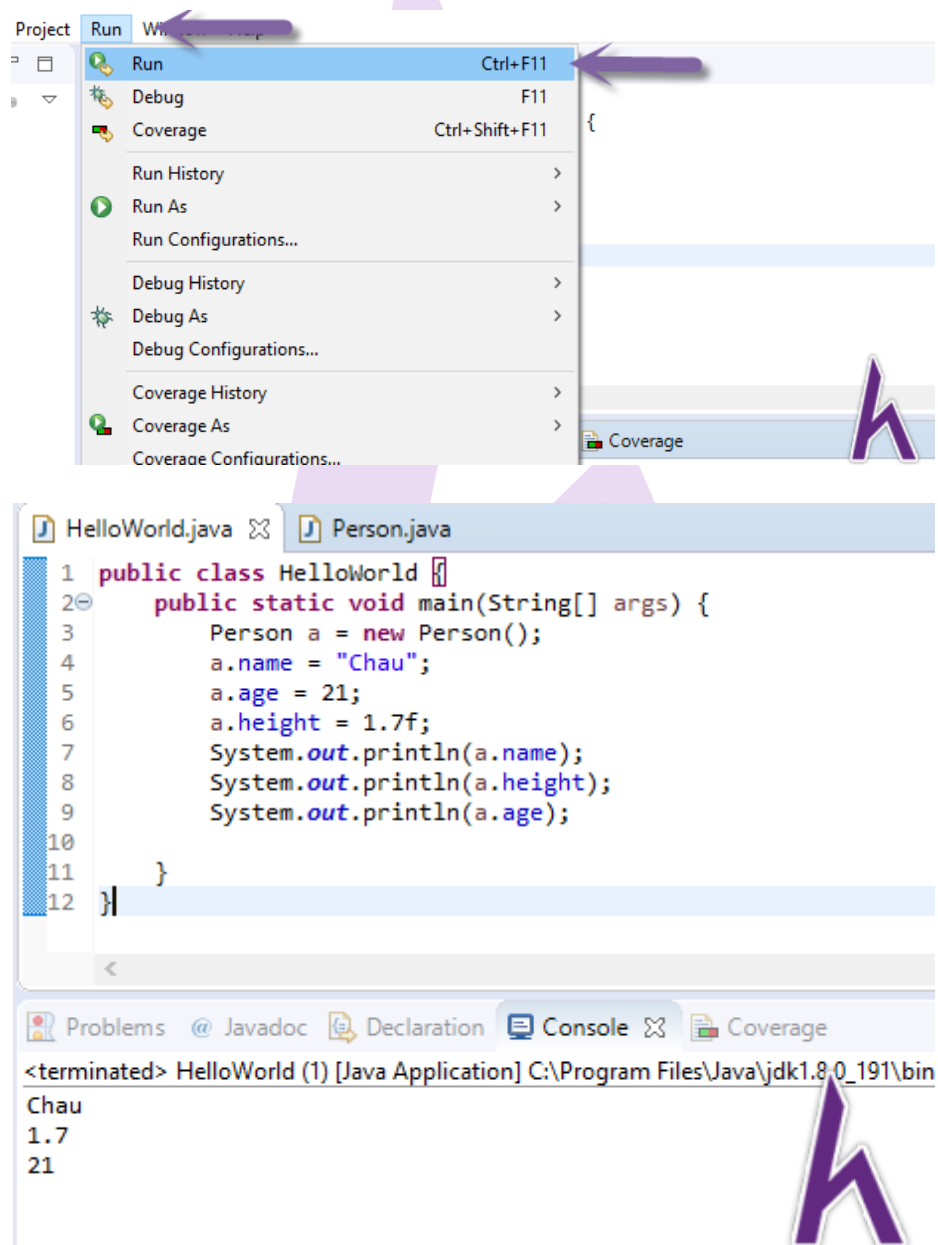 Project Run
Run Ctrl+F11
Debug F11
Coverage Ctrl+Shift+F11
{
Run History
Run As
Run Configurations...
Debug History
Debug As
Debug Configurations...
Coverage History
Coverage As
Coverage
Coverage Configurations...
HelloWorld.java Person.java
1 public class HelloWorld {
2 public static void main(String[] args) {
3 Person a = new Person();
4 a.name = "Chau";
5 a.age = 21;
6 a.height = 1.7f;
7 System.out.println(a.name);
8 System.out.println(a.height);
9 System.out.println(a.age);
10
11 }
12 }
Problems @ Javadoc Declaration Console Coverage
<terminated> HelloWorld (1) [Java Application] C:\Program Files\Java\jdk1.8.0_191\bin
Chau
1.7
21